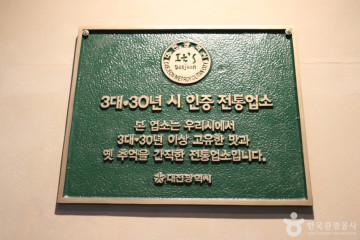 It's
Daejeon
3대·30년 시 인증 전통업소
본 업소는 우리시에서
3대·30년 이상 고유한 맛과
옛 추억을 간직한 전통업소입니다.
대전광역시
한국관광공사